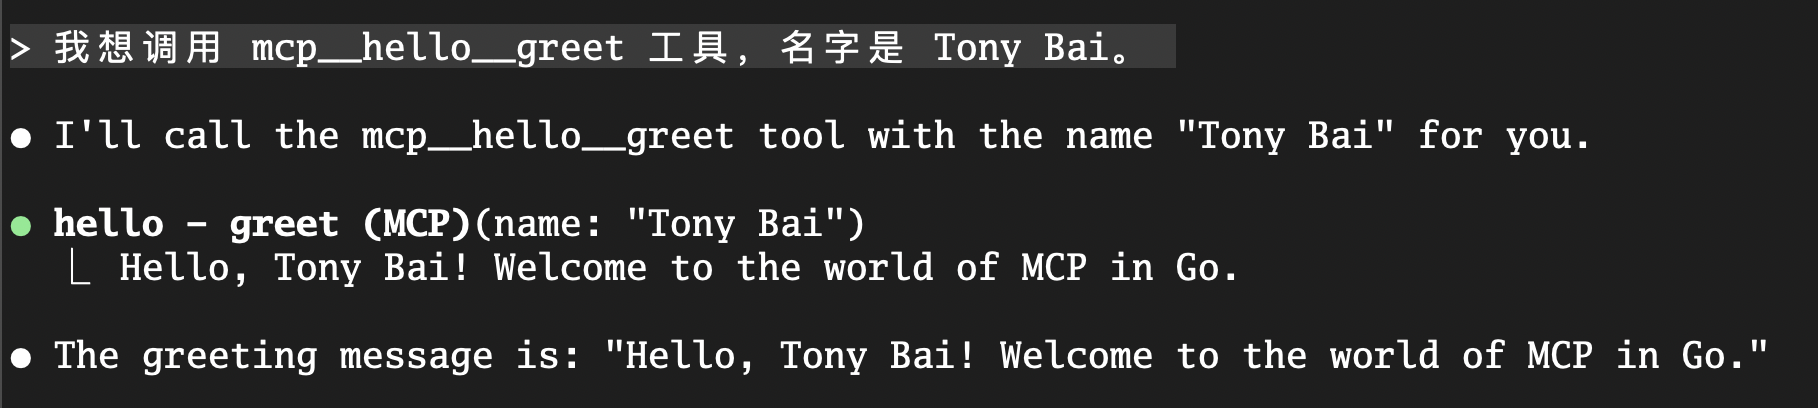 > 我想调用 mcp__hello__greet 工具，名字是 Tony Bai。
● I'll call the mcp__hello__greet tool with the name "Tony Bai" for you.
● hello - greet (MCP)(name: "Tony Bai")
⎿ Hello, Tony Bai! Welcome to the world of MCP in Go.
● The greeting message is: "Hello, Tony Bai! Welcome to the world of MCP in Go."